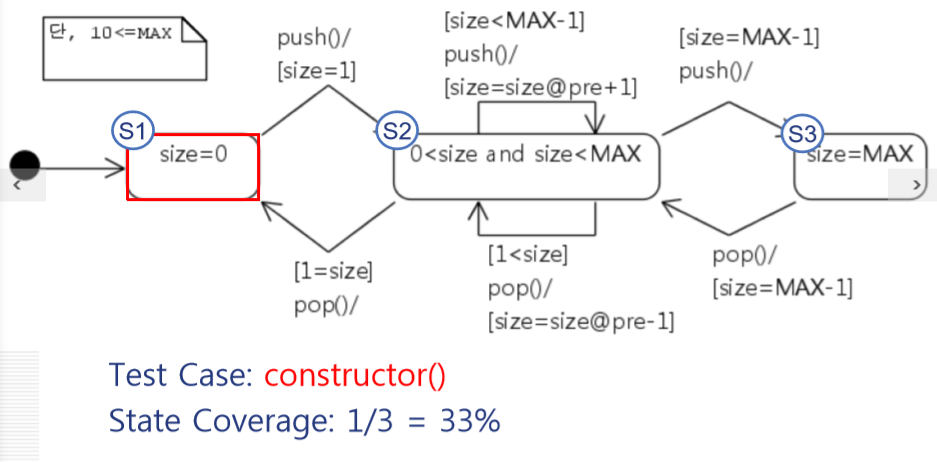 단, 10<=MAX
push()/
[size=1]
[size<MAX-1]
push()/
[size=size@pre+1]
[size=MAX-1]
push()/
S1
S2
S3
size=0
0<size and size<MAX
size=MAX
[1=size]
pop()/
[1<size]
pop()/
[size=size@pre-1]
pop()/
[size=MAX-1]
Test Case: constructor()
State Coverage: 1/3 = 33%